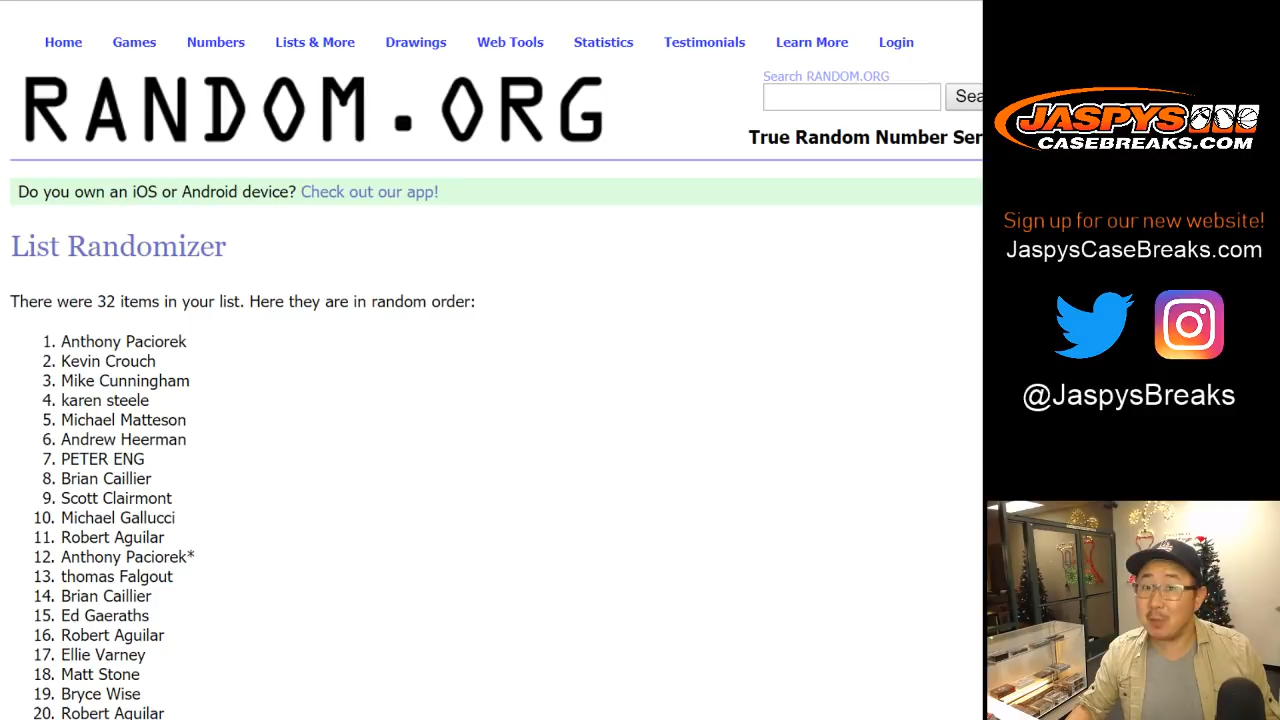 Home Games Numbers Lists & More Drawings Web Tools Statistics Testimonials Learn More Login
RANDOM.ORG
Search RANDOM.ORG
Sea
True Random Number Ser
Do you own an iOS or Android device? Check out our app!
List Randomizer
There were 32 items in your list. Here they are in random order:
1. Anthony Paciorek
2. Kevin Crouch
3. Mike Cunningham
4. karen steele
5. Michael Matteson
6. Andrew Heerman
7. PETER ENG
8. Brian Caillier
9. Scott Clairmont
10. Michael Gallucci
11. Robert Aguilar
12. Anthony Paciorek*
13. thomas Falgout
14. Brian Caillier
15. Ed Gaeraths
16. Robert Aguilar
17. Ellie Varney
18. Matt Stone
19. Bryce Wise
20. Robert Aguilar
JASPYS
CASEBREAKS.COM
Sign up for our new website!
JaspysCaseBreaks.com
@JaspysBreaks